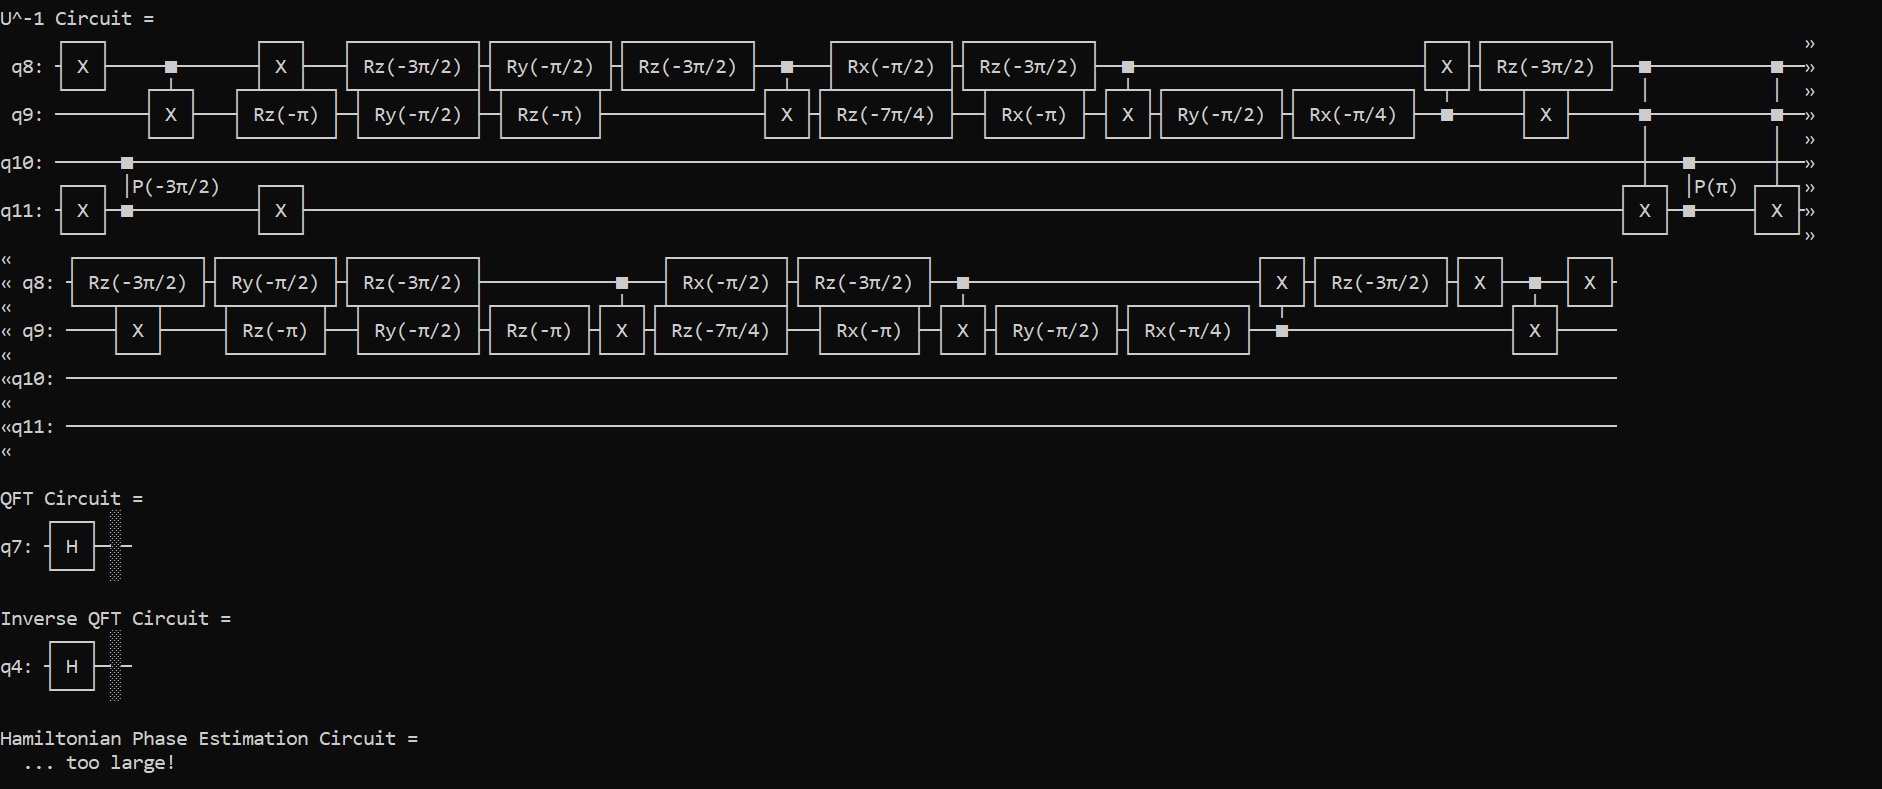 U^-1 Circuit =
»
q8: X X Rz(-3π/2) Ry(-π/2) Rz(-3π/2) Rx(-π/2) Rz(-3π/2) X Rz(-3π/2) »
»
q9: X Rz(-π) Ry(-π/2) Rz(-π) X Rz(-7π/4) Rx(-π) X Ry(-π/2) Rx(-π/4) X »
»
q10: »
P(-3π/2) P(π) »
q11: X X X X »
»
«
« q8: Rz(-3π/2) Ry(-π/2) Rz(-3π/2) Rx(-π/2) Rz(-3π/2) X Rz(-3π/2) X X
«
« q9: X Rz(-π) Ry(-π/2) Rz(-π) X Rz(-7π/4) Rx(-π) X Ry(-π/2) Rx(-π/4) X
«
«q10:
«
«q11:
«
QFT Circuit =
q7: H
Inverse QFT Circuit =
q4: H
Hamiltonian Phase Estimation Circuit =
... too large!